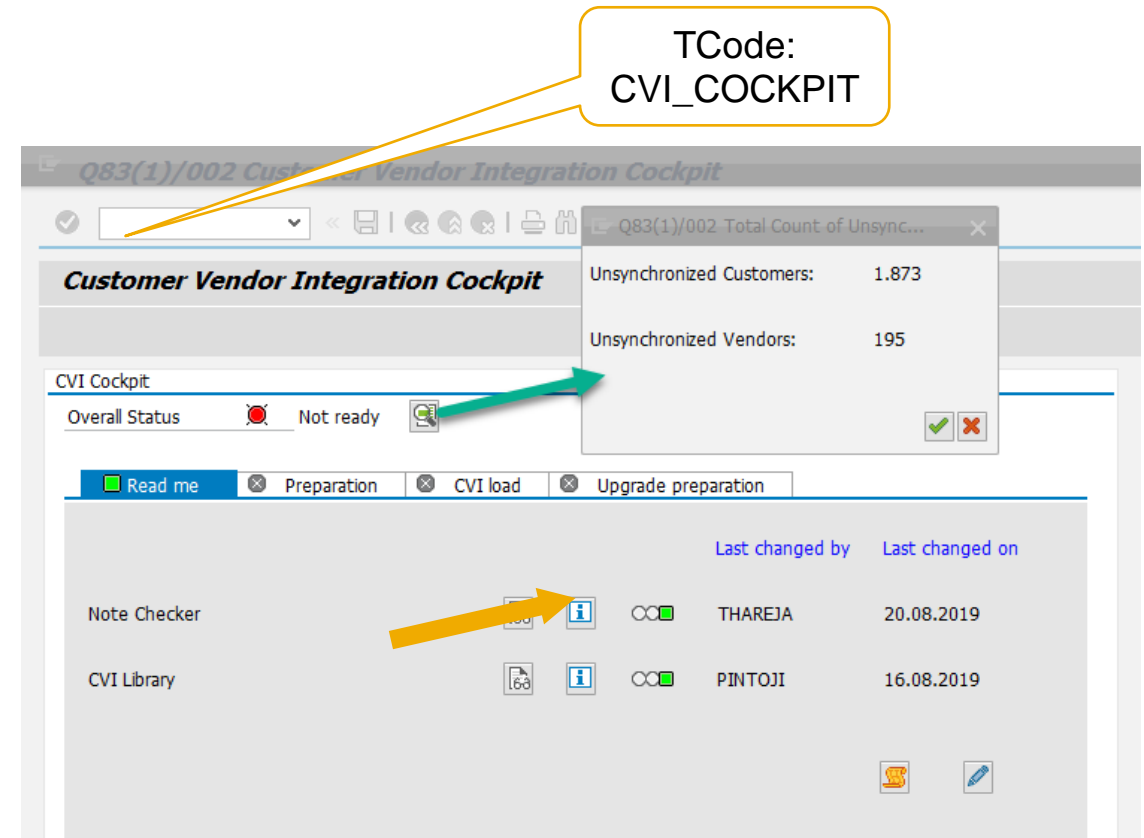 TCode:
CVI_COCKPIT
Q83(1)/002 Customer Vendor Integration Cockpit
Q83(1)/002 Total Count of Unsync...
Customer Vendor Integration Cockpit
Unsynchronized Customers: 1.873
Unsynchronized Vendors: 195
CVI Cockpit
Overall Status Not ready
Read me Preparation CVI load Upgrade preparation
Last changed by Last changed on
Note Checker THAREJA 20.08.2019
CVI Library PINTOJI 16.08.2019